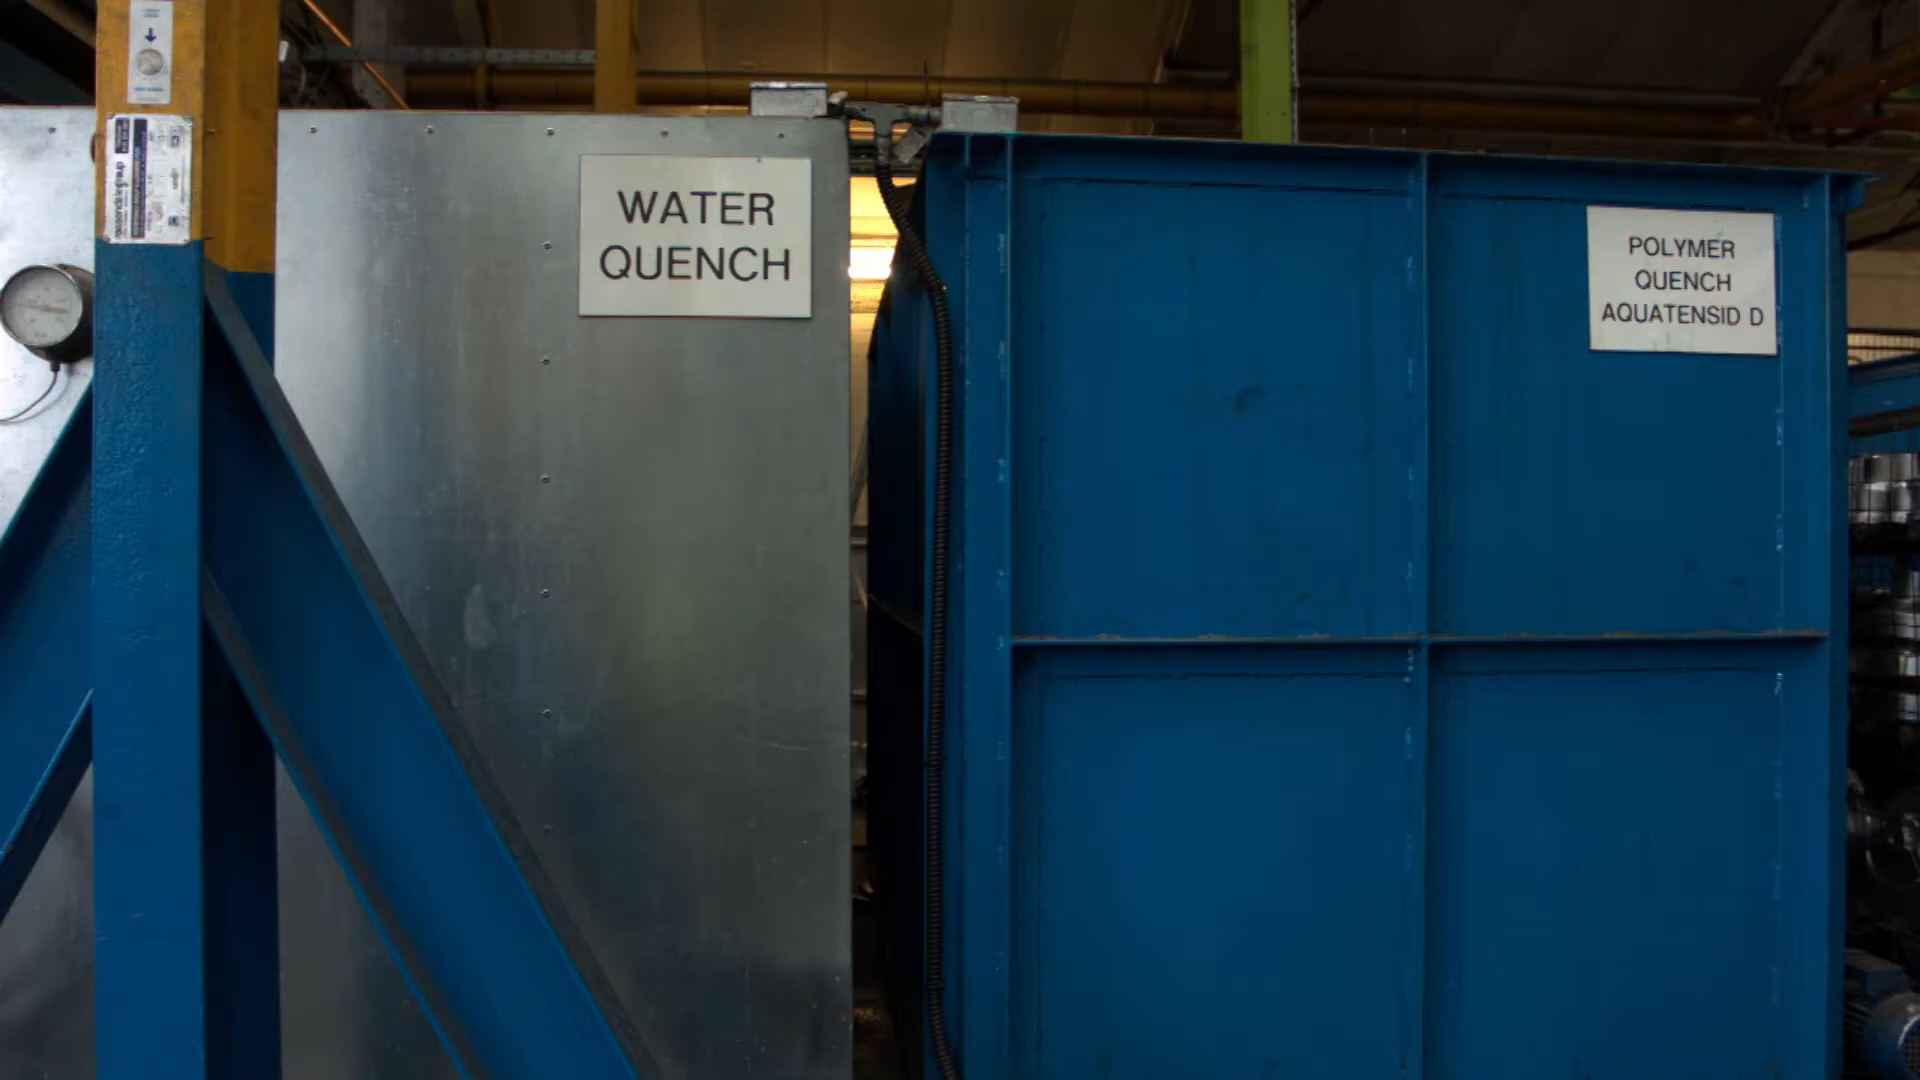 WATER
QUENCH
POLYMER
QUENCH
AQUATENSID D